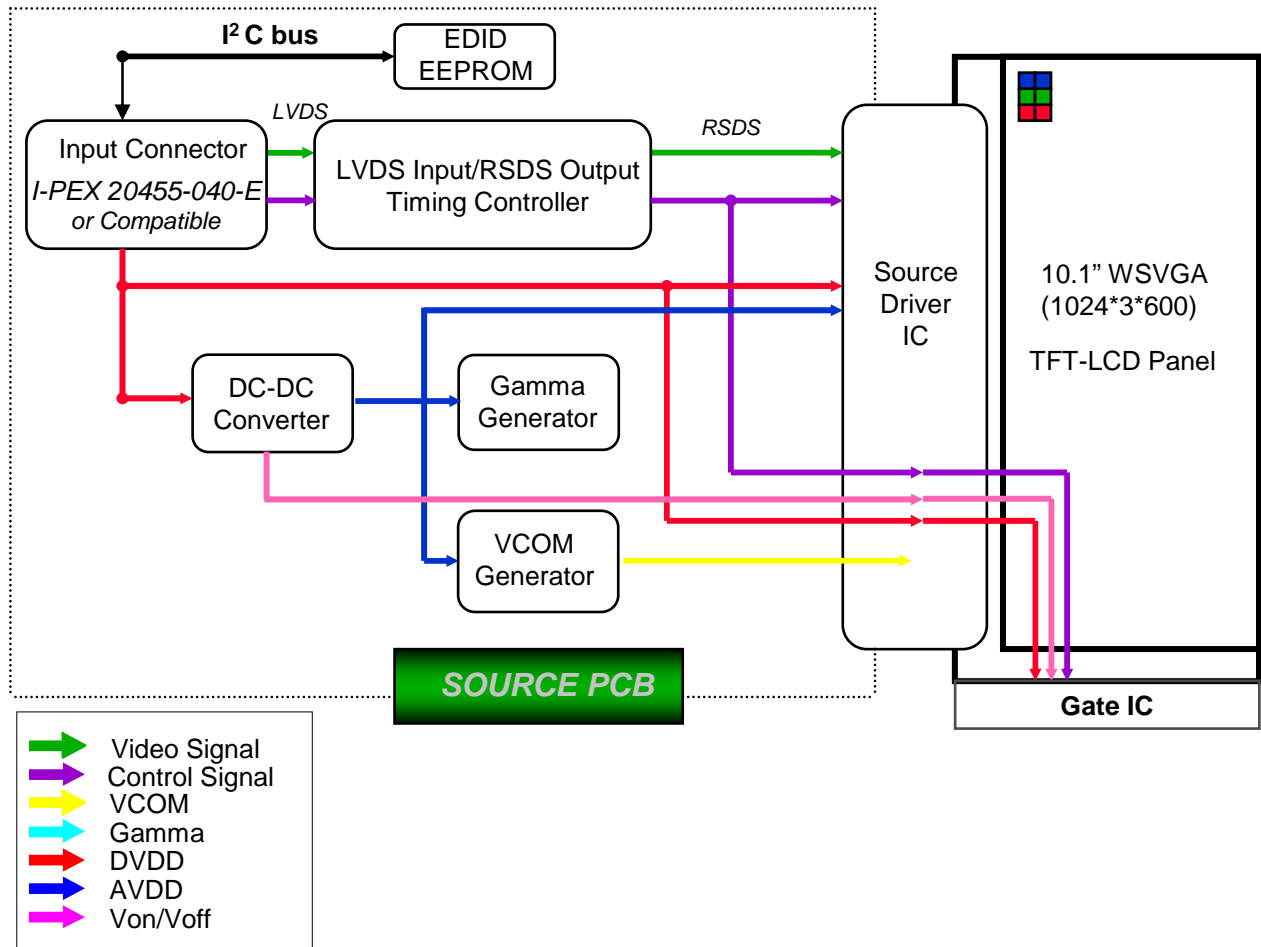 I² C bus
EDID
EEPROM
LVDS
RSDS
Input Connector
I-PEX 20455-040-E
or Compatible
LVDS Input/RSDS Output
Timing Controller
Source
Driver
IC
10.1” WSVGA
(1024*3*600)
TFT-LCD Panel
DC-DC
Converter
Gamma
Generator
VCOM
Generator
SOURCE PCB
Gate IC
Video Signal
Control Signal
VCOM
Gamma
DVDD
AVDD
Von/Voff